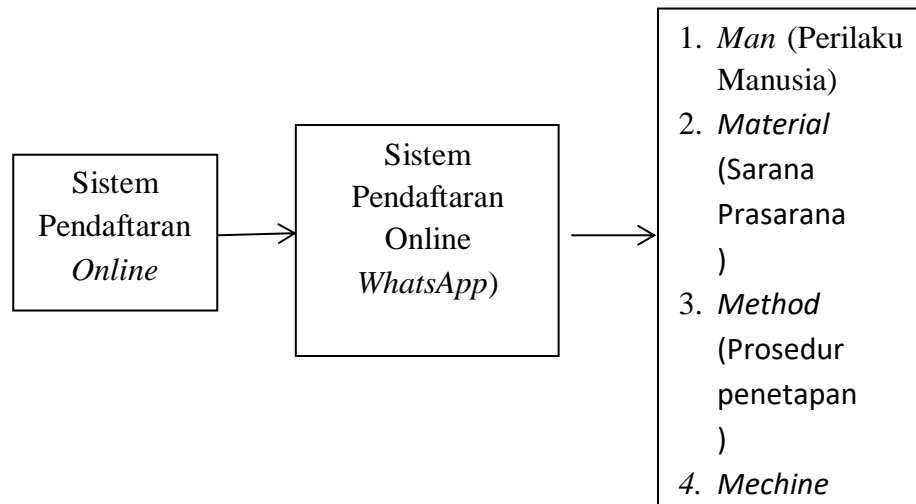 Sistem
Pendaftaran
Online
Sistem
Pendaftaran
Online
WhatsApp)
1. Man (Perilaku
Manusia)
2. Material
(Sarana
Prasarana
)
3. Method
(Prosedur
penetapan
)
4. Mechine